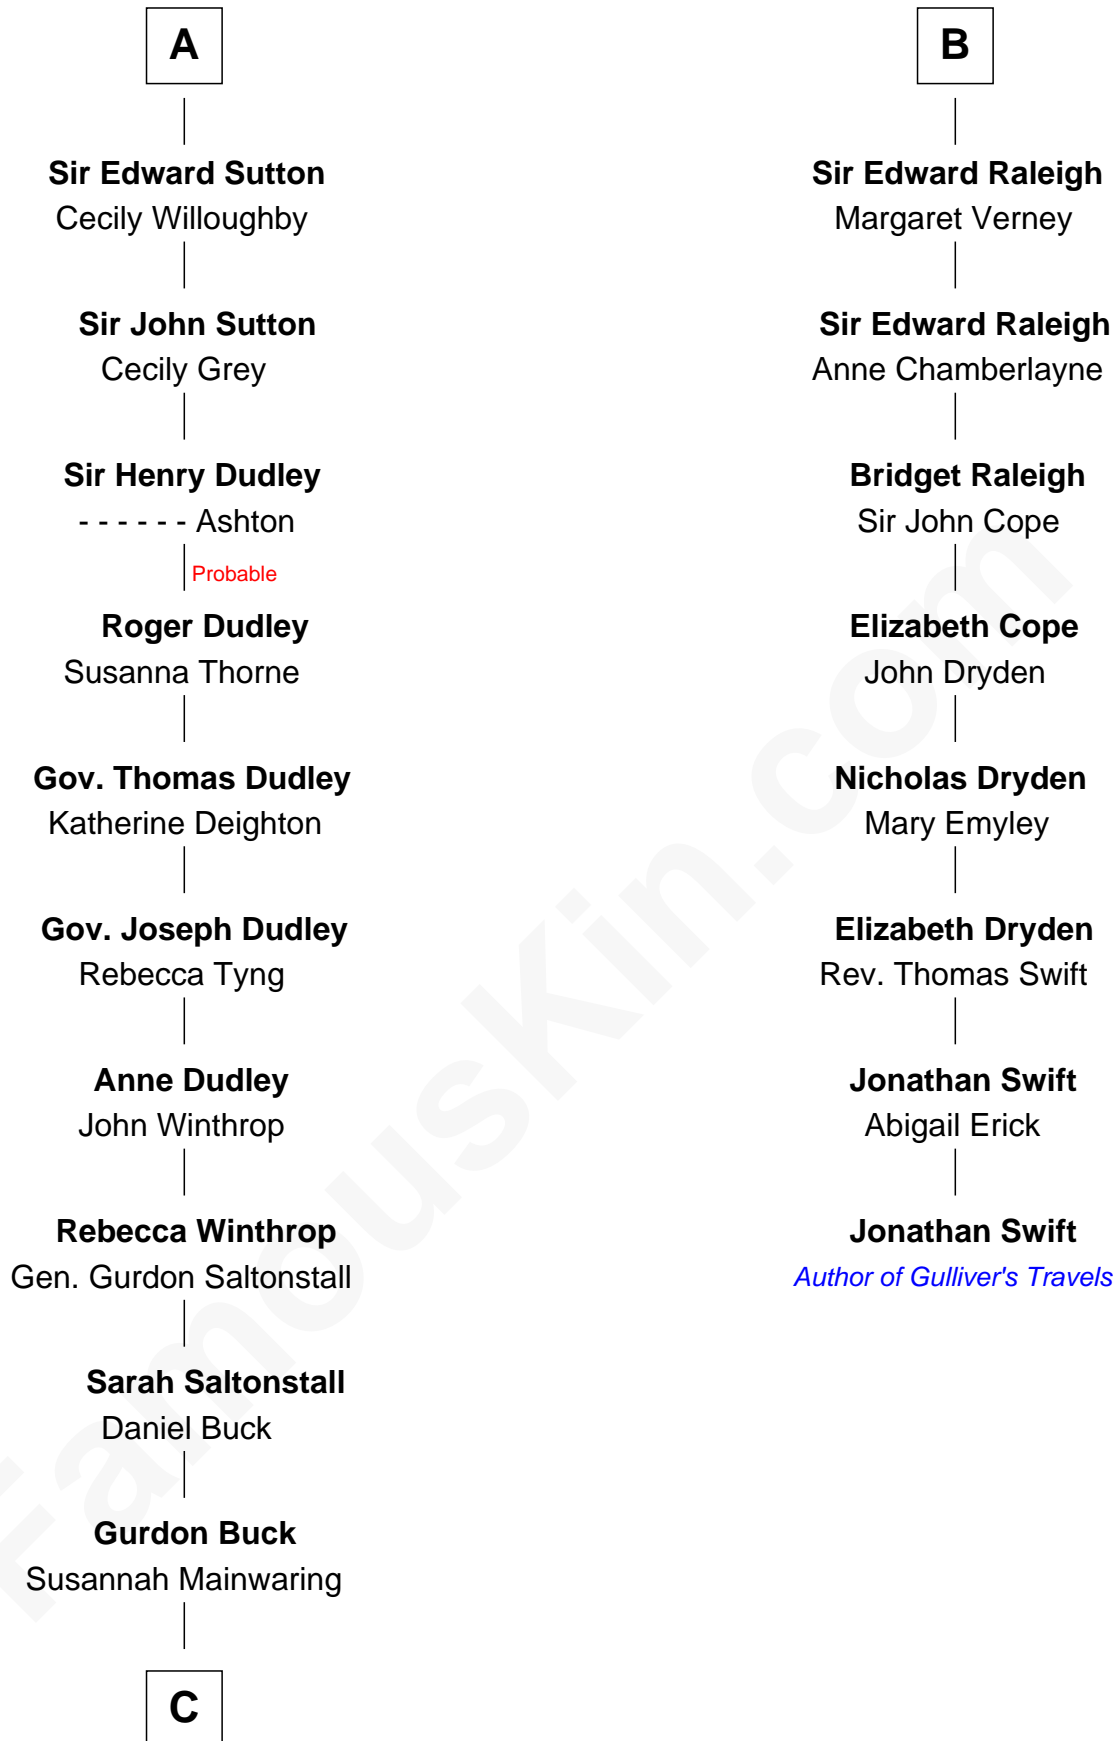 A
Sir Edward Sutton
Cecily Willoughby
Sir John Sutton
Cecily Grey
Sir Henry Dudley
- - - - - - Ashton
Probable
Roger Dudley
Susanna Thorne
Gov. Thomas Dudley
Katherine Deighton
Gov. Joseph Dudley
Rebecca Tyng
Anne Dudley
John Winthrop
Rebecca Winthrop
Gen. Gurdon Saltonstall
Sarah Saltonstall
Daniel Buck
Gurdon Buck
Susannah Mainwaring
C
B
Sir Edward Raleigh
Margaret Verney
Sir Edward Raleigh
Anne Chamberlayne
Bridget Raleigh
Sir John Cope
Elizabeth Cope
John Dryden
Nicholas Dryden
Mary Emyley
Elizabeth Dryden
Rev. Thomas Swift
Jonathan Swift
Abigail Erick
Jonathan Swift
Author of Gulliver's Travels
FamousKin.com